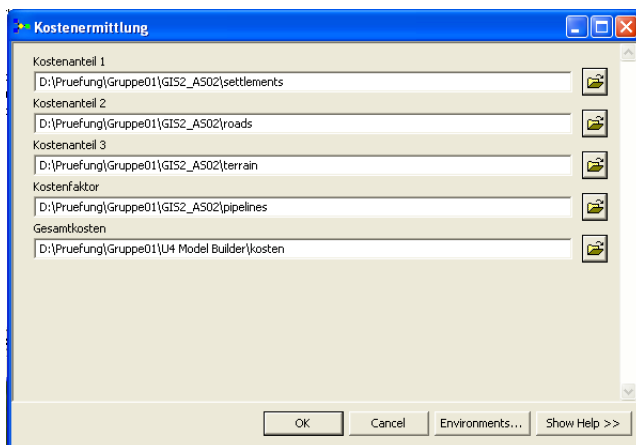 Kostenermittlung
Kostenanteil 1
D:\Pruefung\Gruppe01\GIS2_AS02\settlements
Kostenanteil 2
D:\Pruefung\Gruppe01\GIS2_AS02\roads
Kostenanteil 3
D:\Pruefung\Gruppe01\GIS2_AS02\terrain
Kostenfaktor
D:\Pruefung\Gruppe01\GIS2_AS02\pipelines
Gesamtkosten
D:\Pruefung\Gruppe01\U4 Model Builder\kosten
OK Cancel Environments... Show Help >>